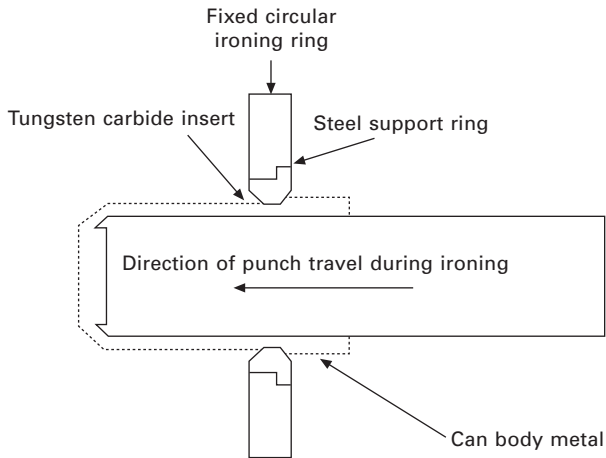 Fixed circular
ironing ring
Tungsten carbide insert
Steel support ring
Direction of punch travel during ironing
Can body metal